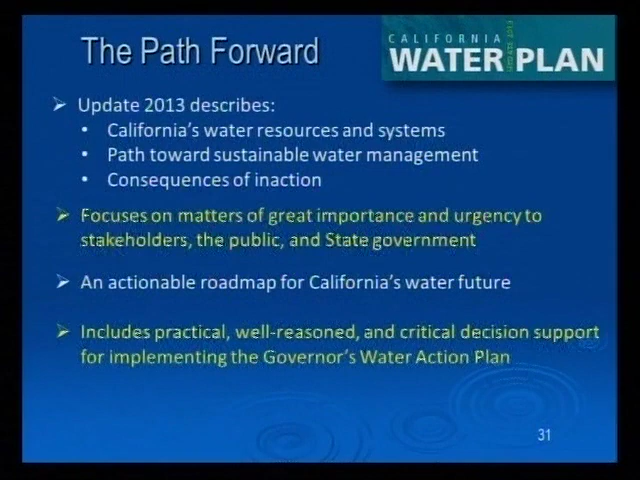 The Path Forward
CALIFORNIA
WATER PLAN
UPDATE 2013
➢ Update 2013 describes:
• California's water resources and systems
• Path toward sustainable water management
• Consequences of inaction
➢ Focuses on matters of great importance and urgency to
stakeholders, the public, and State government
➢ An actionable roadmap for California's water future
➢ Includes practical, well-reasoned, and critical decision support
for implementing the Governor's Water Action Plan
31